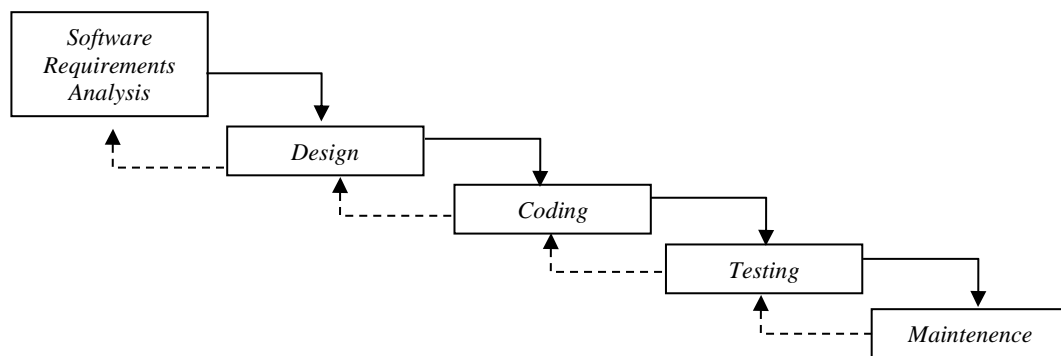 Software
Requirements
Analysis
Design
Coding
Testing
Maintenence